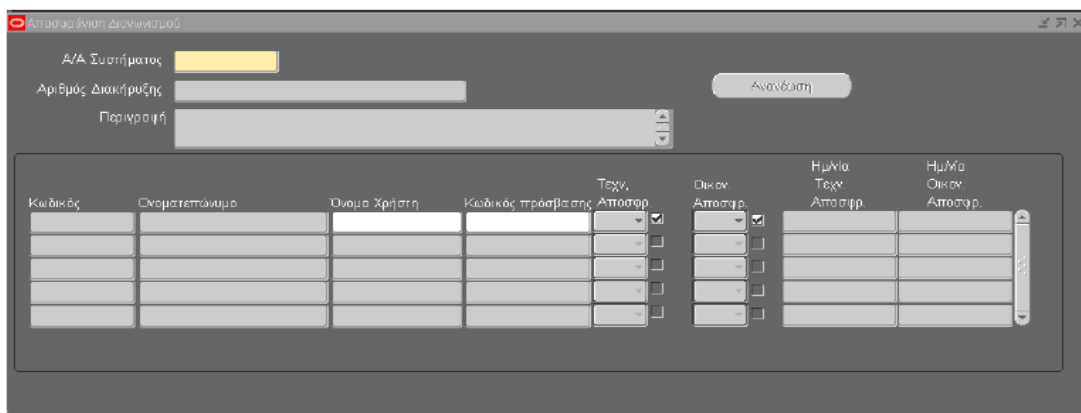 Αποσφράγιση Διαγωνισμού
Α/Α Συστήματος
Αριθμός Διακήρυξης
Ανανέωση
Περιγραφή
Κωδικός
Ονοματεπώνυμο
Όνομα Χρήστη
Κωδικός πρόσβασης
Τεχν. Αποσφρ.
Οικον. Αποσφρ.
Ημ/νία Τεχν. Αποσφρ.
Ημ/νία Οικον. Αποσφρ.